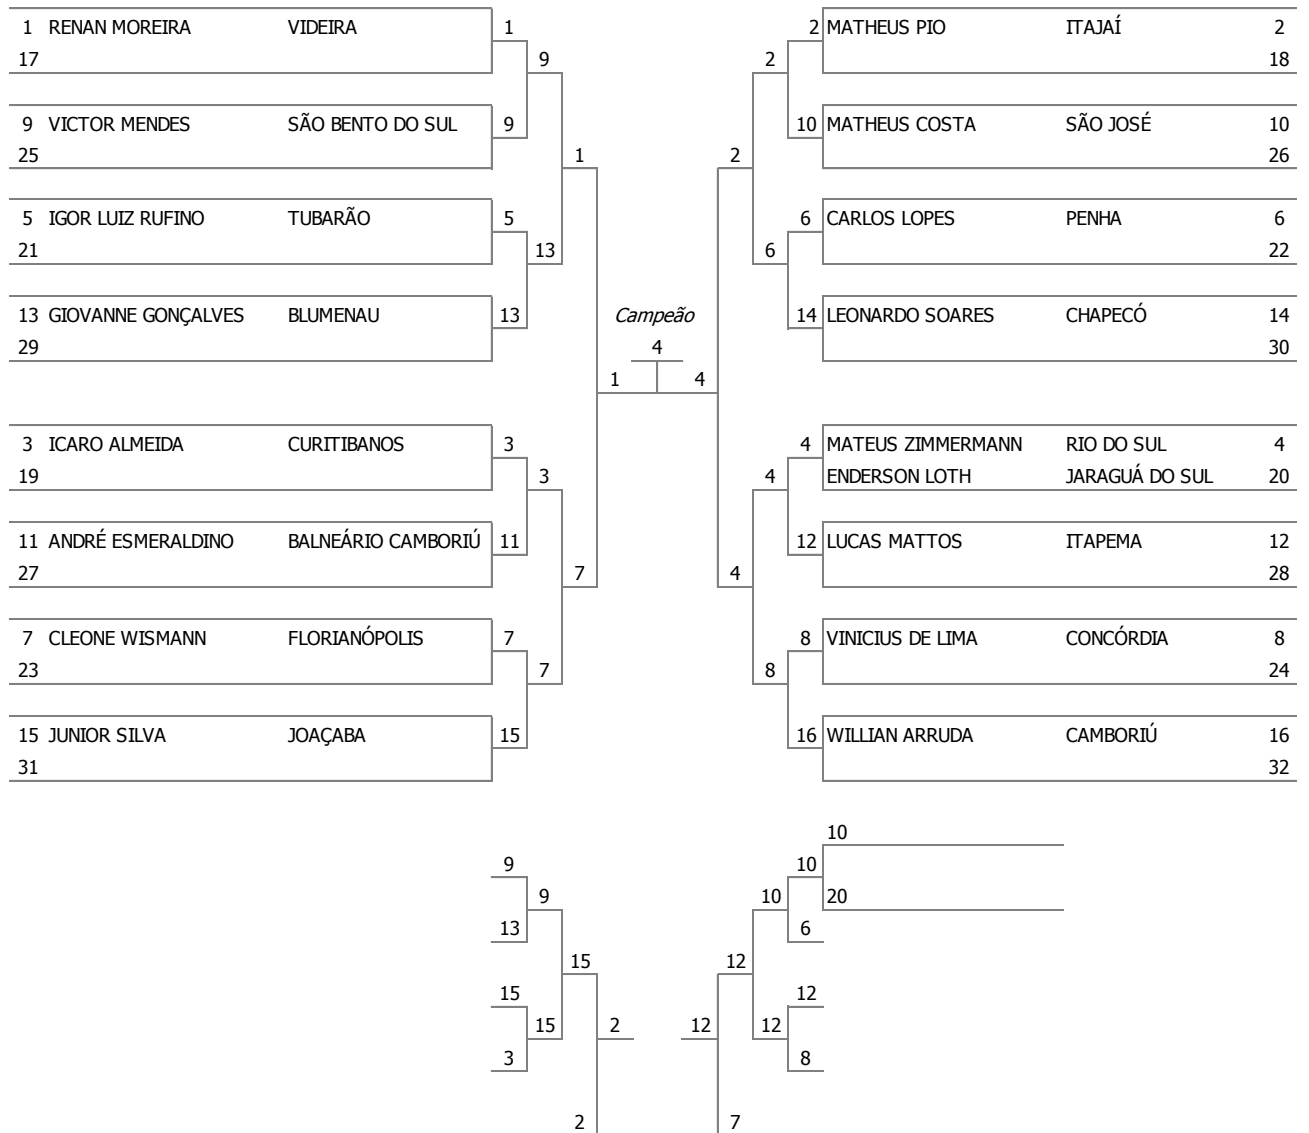 1 RENAN MOREIRA VIDEIRA 1
17
9
9 VICTOR MENDES SÃO BENTO DO SUL 9
25
1
5 IGOR LUIZ RUFINO TUBARÃO 5
21
13
13 GIOVANNE GONÇALVES BLUMENAU 13
29
1
3 ICARO ALMEIDA CURITIBANOS 3
19
3
11 ANDRÉ ESMERALDINO BALNEÁRIO CAMBORIÚ 11
27
7
7 CLEONE WISMANN FLORIANÓPOLIS 7
23
7
15 JUNIOR SILVA JOAÇABA 15
31
Campeão
4
2 MATHEUS PIO ITAJAÍ 2
2 18
10 MATHEUS COSTA SÃO JOSÉ 10
2 26
6 CARLOS LOPES PENHA 6
6 22
14 LEONARDO SOARES CHAPECÓ 14
30
4
4 MATEUS ZIMMERMANN RIO DO SUL 4
4 ENDERSON LOTH JARAGUÁ DO SUL 20
12 LUCAS MATTOS ITAPEMA 12
4 28
8 VINICIUS DE LIMA CONCÓRDIA 8
8 24
16 WILLIAN ARRUDA CAMBORIÚ 16
32
9
9
13
15
15
15
3
2
2
10
10
10 20
6
12
12
12 12
8
7